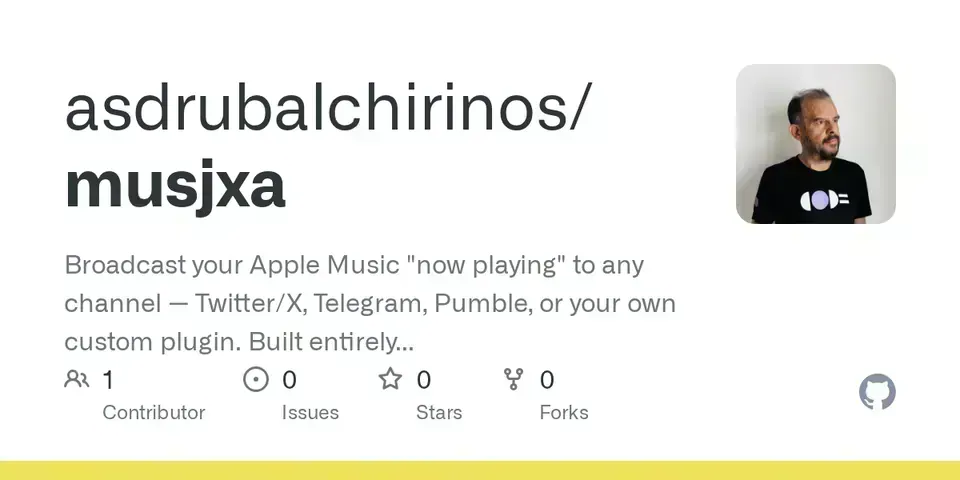 asdrubalchirinos/
musjxa
Broadcast your Apple Music "now playing" to any
channel — Twitter/X, Telegram, Pumble, or your own
custom plugin. Built entirely...
1 0 0 0
Contributor Issues Stars Forks